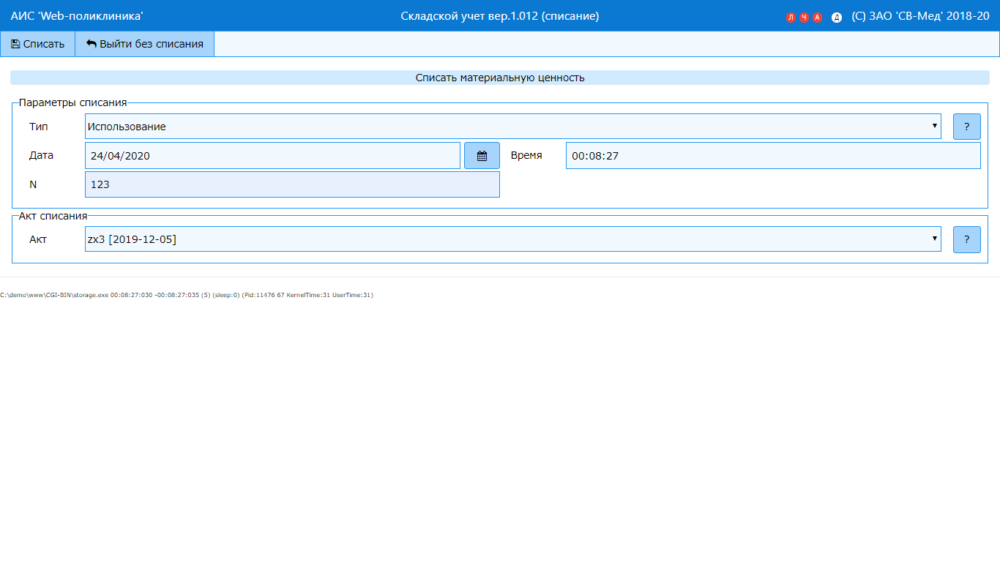 АИС 'Web-поликлиника' Складской учет вер.1.012 (списание) Л Ч А Д (C) ЗАО 'СВ-Мед' 2018-20
Списать Выйти без списания
Списать материальную ценность
Параметры списания
Тип Использование ?
Дата 24/04/2020 Время 00:08:27
N 123
Акт списания
Акт zx3 [2019-12-05] ?
C:\demo\www\CGI-BIN\storage.exe 00:08:27:030 -00:08:27:035 (5) (sleep:0) (Pid:11476 67 KernelTime:31 UserTime:31)